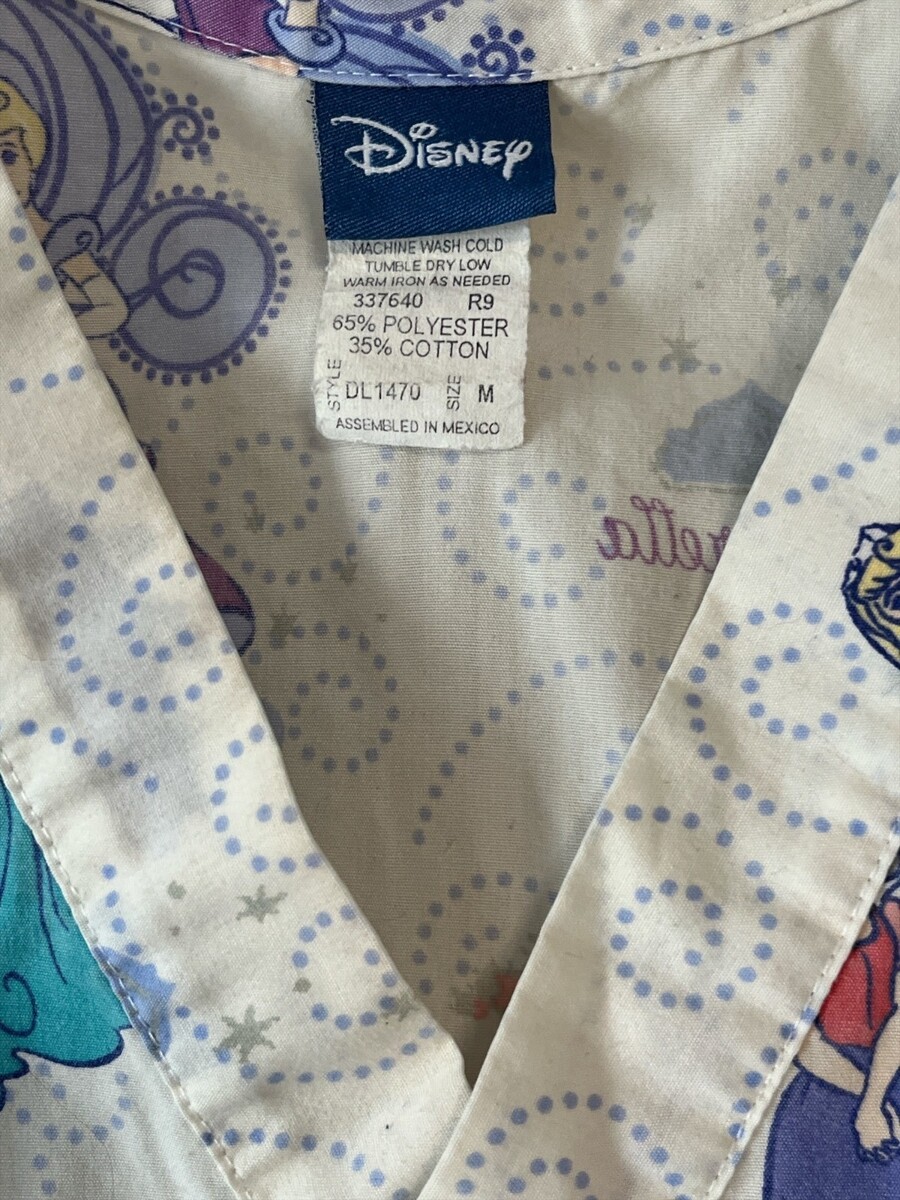 Disney
MACHINE WASH COLD
TUMBLE DRY LOW
WARM IRON AS NEEDED
337640 R9
65% POLYESTER
35% COTTON
STYLE DL1470 SIZE M
ASSEMBLED IN MEXICO